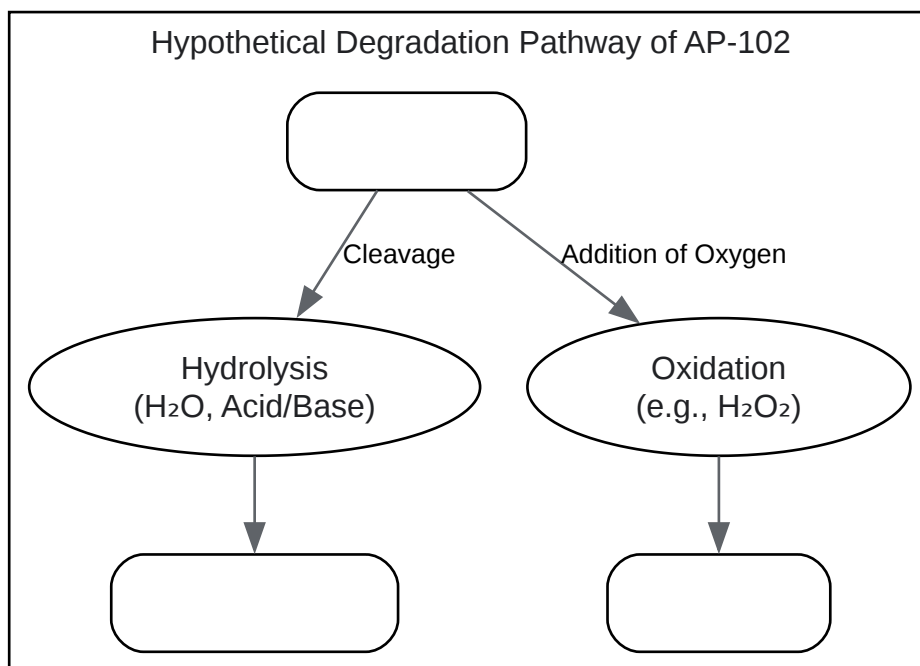 Hypothetical Degradation Pathway of AP-102
Cleavage
Addition of Oxygen
Hydrolysis
(H₂O, Acid/Base)
Oxidation
(e.g., H₂O₂)